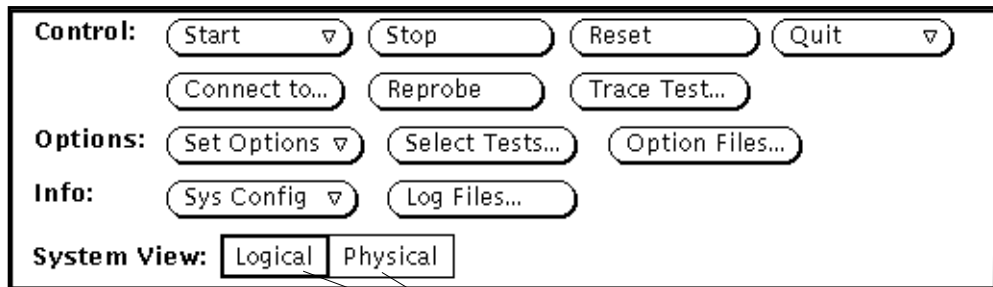 Control: Start ▽ Stop Reset Quit ▽
Connect to... Reprobe Trace Test...
Options: Set Options ▽ Select Tests... Option Files...
Info: Sys Config ▽ Log Files...
System View: Logical Physical